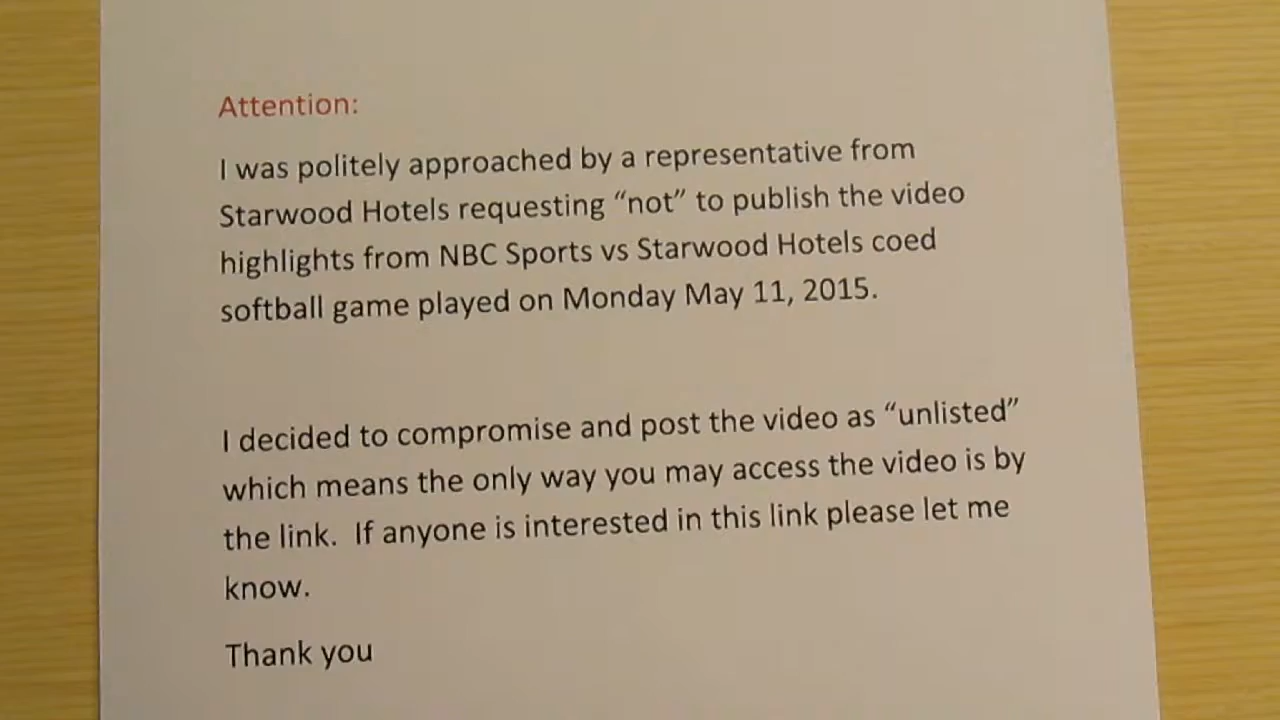 Attention:
I was politely approached by a representative from
Starwood Hotels requesting “not” to publish the video
highlights from NBC Sports vs Starwood Hotels coed
softball game played on Monday May 11, 2015.
I decided to compromise and post the video as “unlisted”
which means the only way you may access the video is by
the link.  If anyone is interested in this link please let me
know.
Thank you